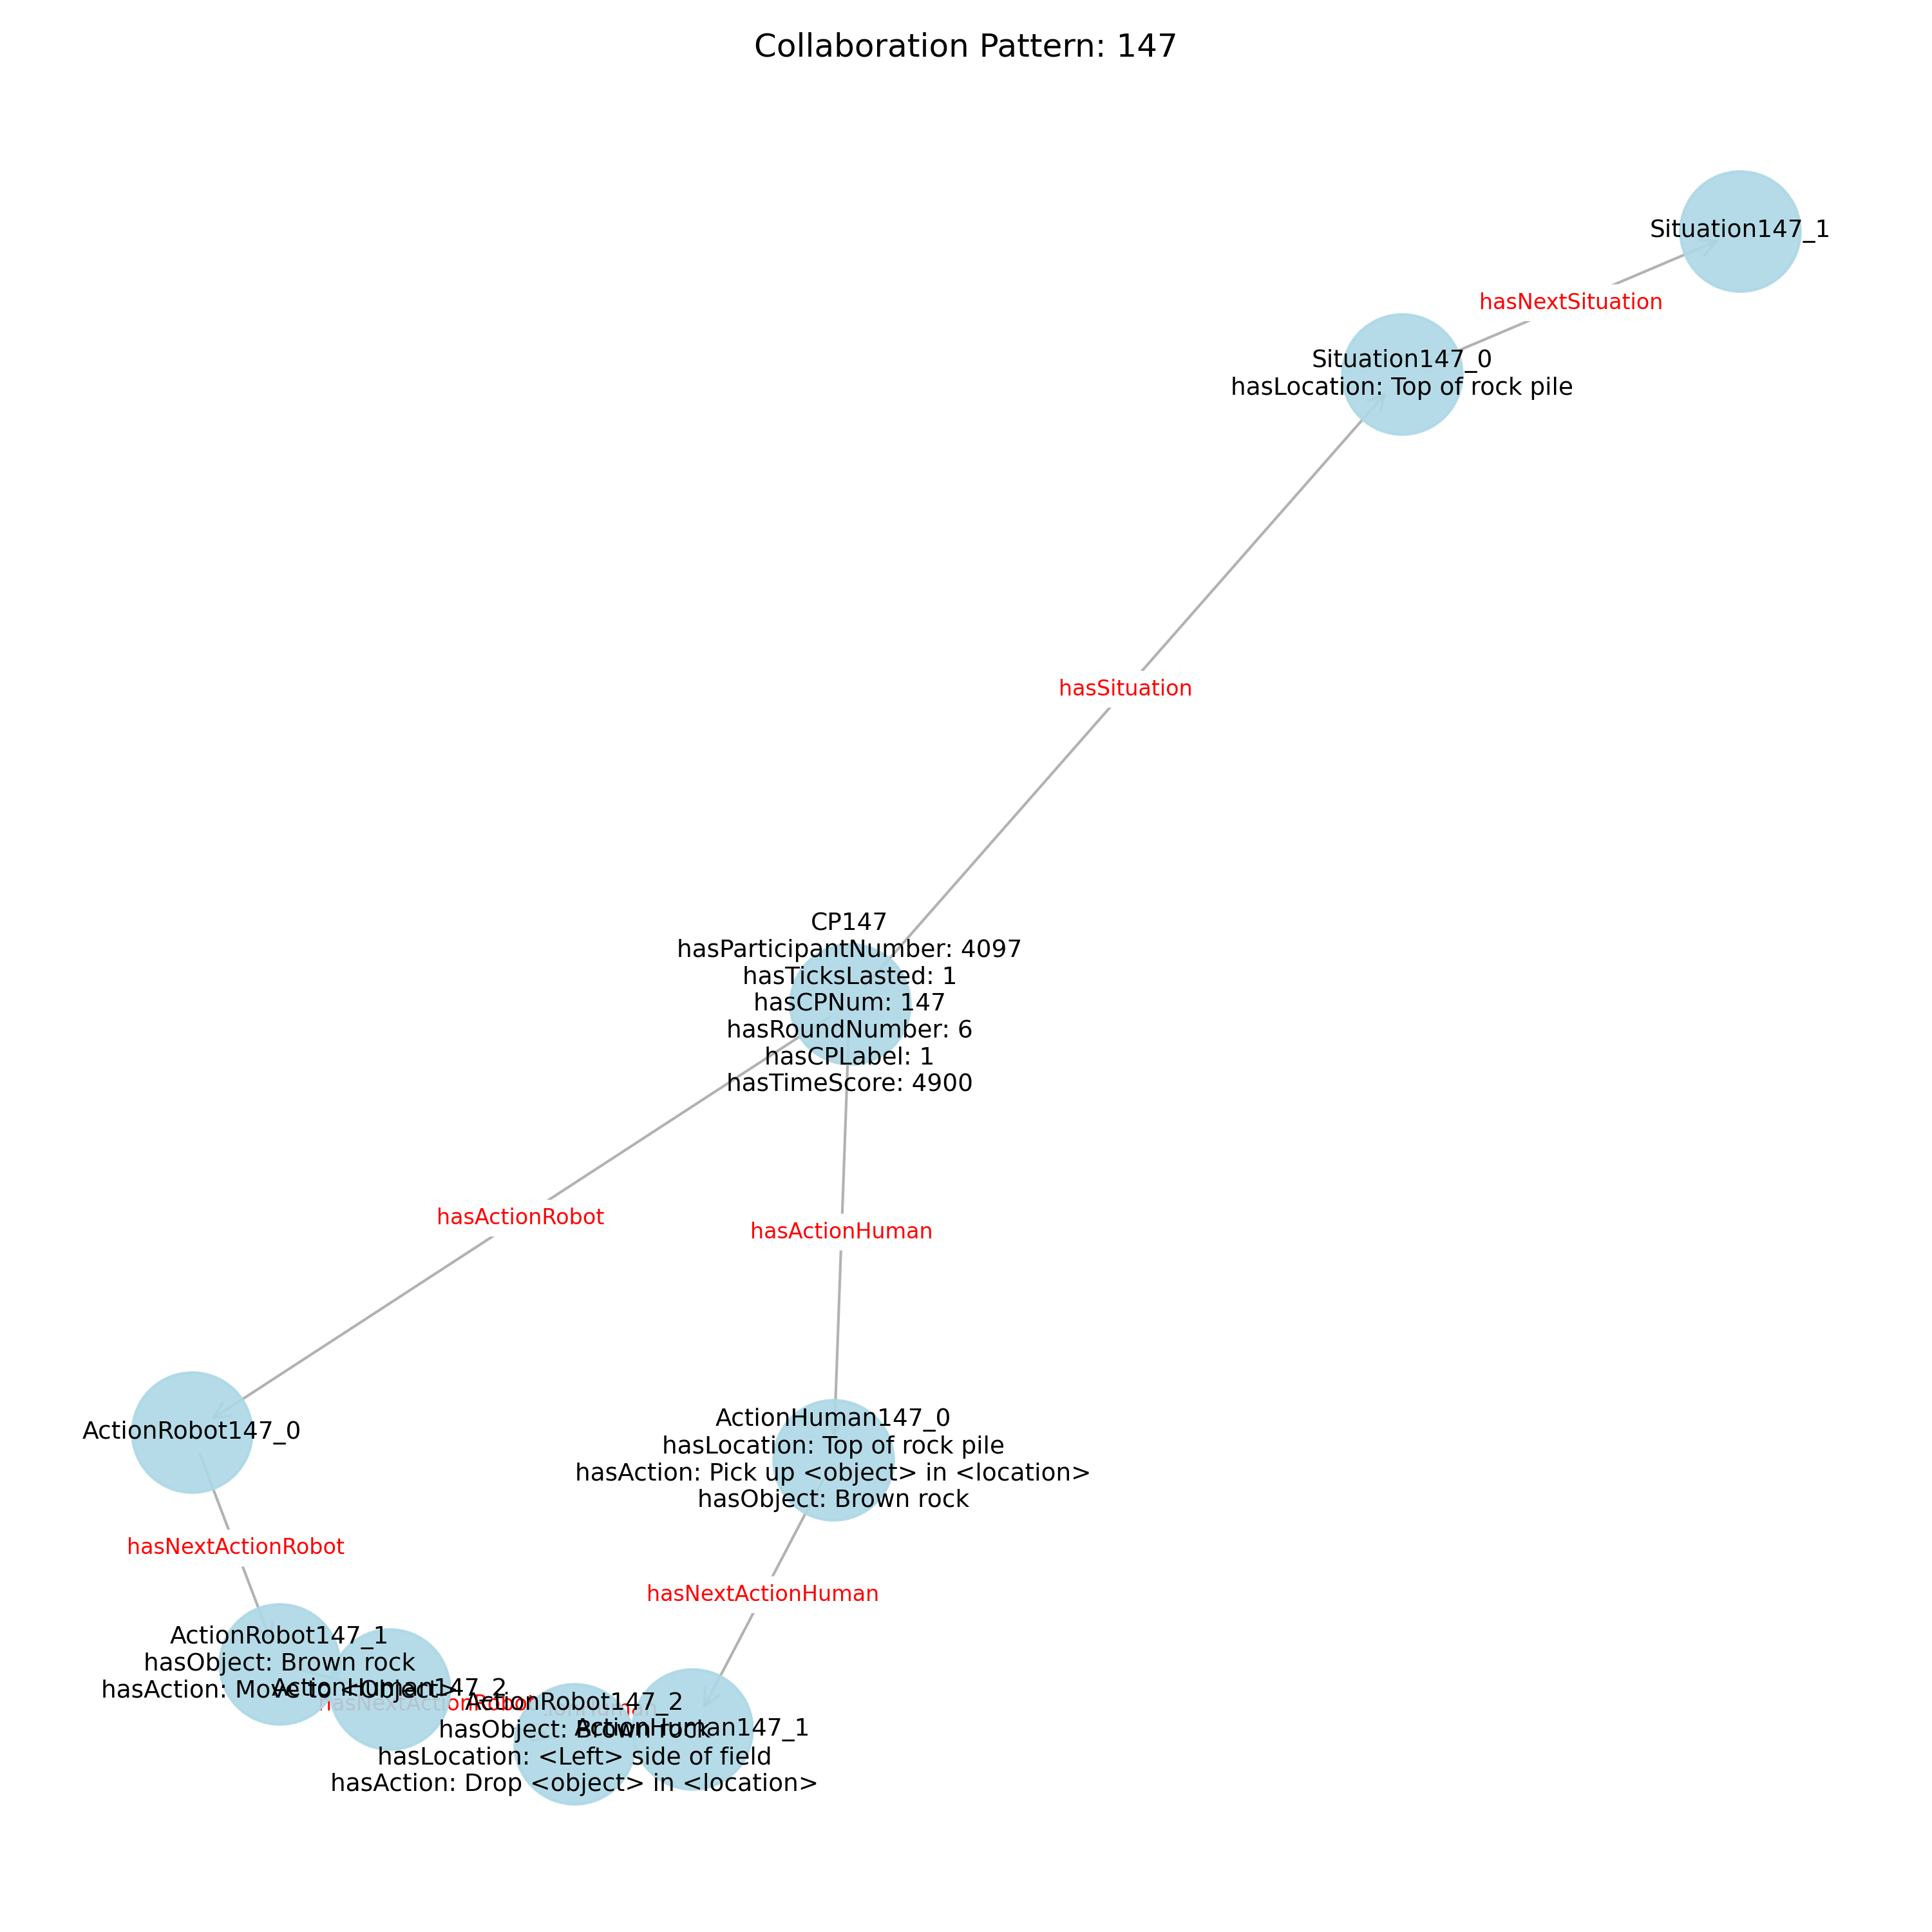 Collaboration Pattern: 147
Situation147_1
hasNextSituation
Situation147_0
hasLocation: Top of rock pile
hasSituation
CP147
hasParticipantNumber: 4097
hasTicksLasted: 1
hasCPNum: 147
hasRoundNumber: 6
hasCPLabel: 1
hasTimeScore: 4900
hasActionRobot
hasActionHuman
ActionRobot147_0
ActionHuman147_0
hasLocation: Top of rock pile
hasAction: Pick up <object> in <location>
hasObject: Brown rock
hasNextActionRobot
hasNextActionHuman
ActionRobot147_1
hasObject: Brown rock
hasAction: Move to <Object>
ActionHuman147_2
hasNextActionRobot
ActionRobot147_2
hasObject: Brown rock
hasLocation: <Left> side of field
hasAction: Drop <object> in <location>
ActionHuman147_1